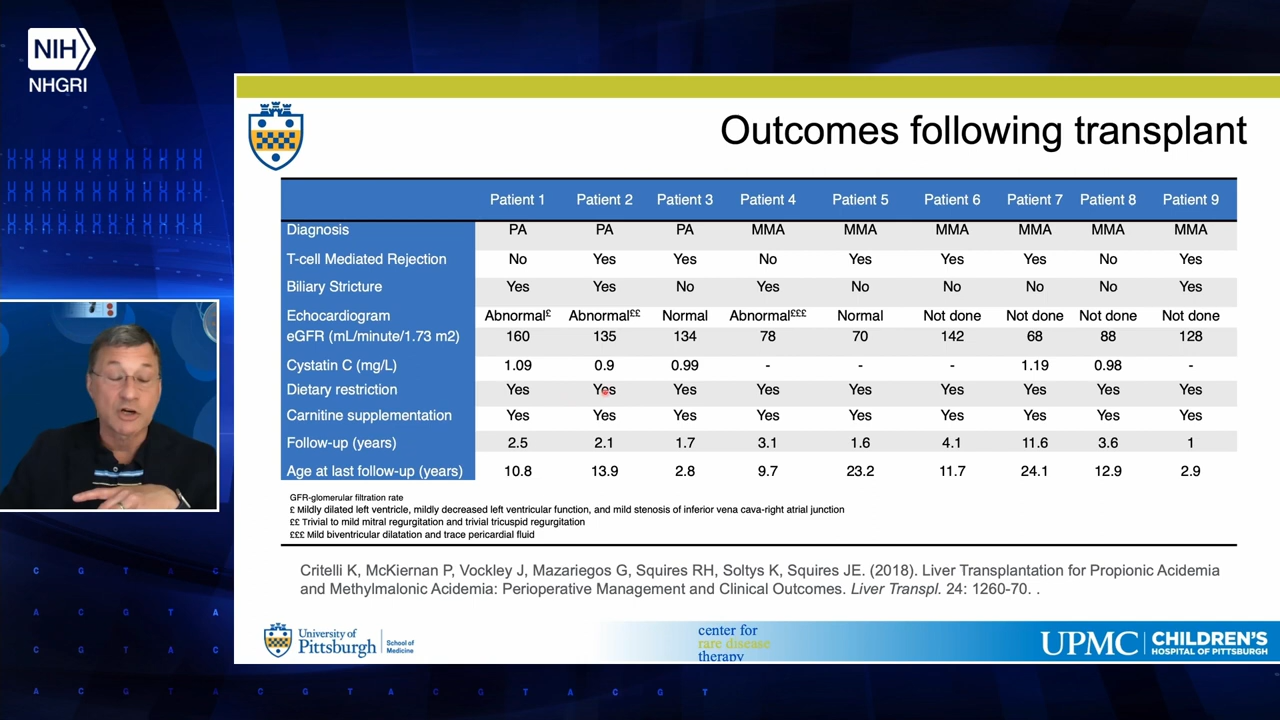 NIH
NHGRI
Outcomes following transplant
Patient 1 Patient 2 Patient 3 Patient 4 Patient 5 Patient 6 Patient 7 Patient 8 Patient 9
Diagnosis PA PA PA MMA MMA MMA MMA MMA MMA
T-cell Mediated Rejection No Yes Yes No Yes Yes Yes No Yes
Biliary Stricture Yes Yes No Yes No No No No No
Echocardiogram Abnormal£ Abnormal££ Normal Abnormal£££ Normal Not done Not done Not done Not done
eGFR (mL/minute/1.73 m2) 160 135 134 78 70 142 68 88 128
Cystatin C (mg/L) 1.09 0.9 0.99 - - - 1.19 0.98 -
Dietary restriction Yes Yes Yes Yes Yes Yes Yes Yes Yes
Carnitine supplementation Yes Yes Yes Yes Yes Yes Yes Yes Yes
Follow-up (years) 2.5 2.1 1.7 3.1 1.6 4.1 11.6 3.6 1
Age at last follow-up (years) 10.8 13.9 2.8 9.7 23.2 11.7 24.1 12.9 2.9
GFR-glomerular filtration rate
£ Mildly dilated left ventricle, mildly decreased left ventricular function, and mild stenosis of inferior vena cava-right atrial junction
££ Trivial to mild mitral regurgitation and trivial tricuspid regurgitation
£££ Mild biventricular dilatation and trace pericardial fluid
Critelli K, McKiernan P, Vockley J, Mazariegos G, Squires RH, Soltys K, Squires JE. (2018). Liver Transplantation for Propionic Acidemia
and Methylmalonic Acidemia: Perioperative Management and Clinical Outcomes. Liver Transpl. 24: 1260-70. .
University of
Pittsburgh
School of
Medicine
center for
rare disease
therapy
UPMC
CHILDREN'S
HOSPITAL OF PITTSBURGH
C G T A C
A C G T A
C G T A C
A C G T A C G T A C G T A C G T